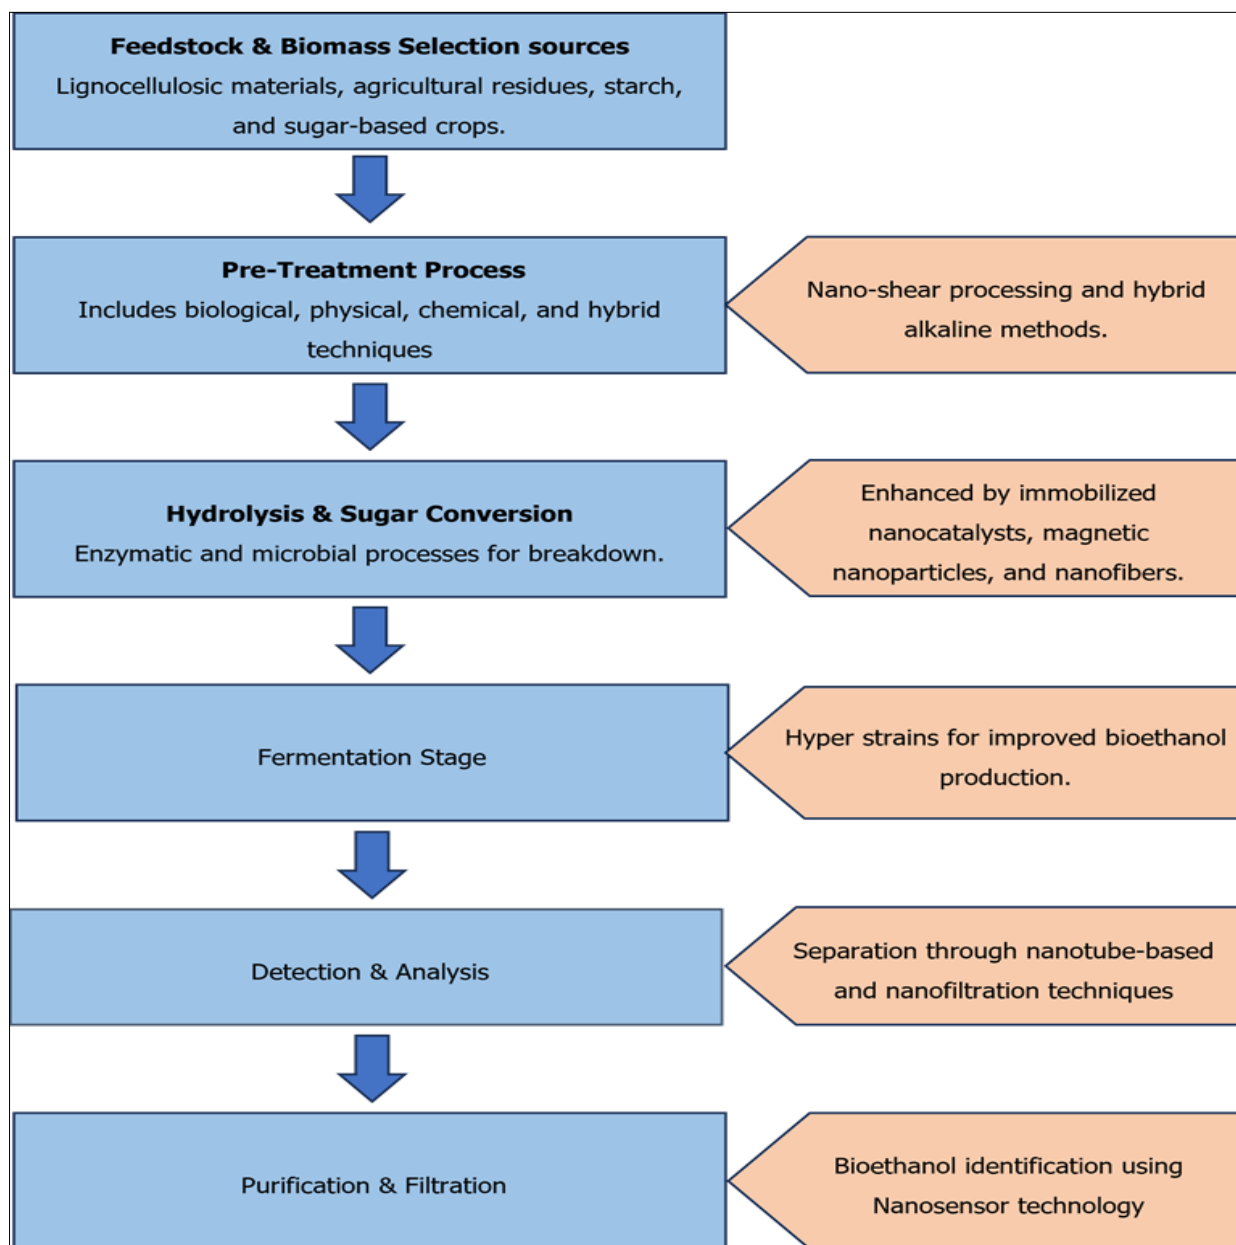 Feedstock & Biomass Selection sources
Lignocellulosic materials, agricultural residues, starch,
and sugar-based crops.
Pre-Treatment Process
Includes biological, physical, chemical, and hybrid
techniques
Nano-shear processing and hybrid
alkaline methods.
Hydrolysis & Sugar Conversion
Enzymatic and microbial processes for breakdown.
Enhanced by immobilized
nanocatalysts, magnetic
nanoparticles, and nanofibers.
Fermentation Stage
Hyper strains for improved bioethanol
production.
Detection & Analysis
Separation through nanotube-based
and nanofiltration techniques
Purification & Filtration
Bioethanol identification using
Nanosensor technology